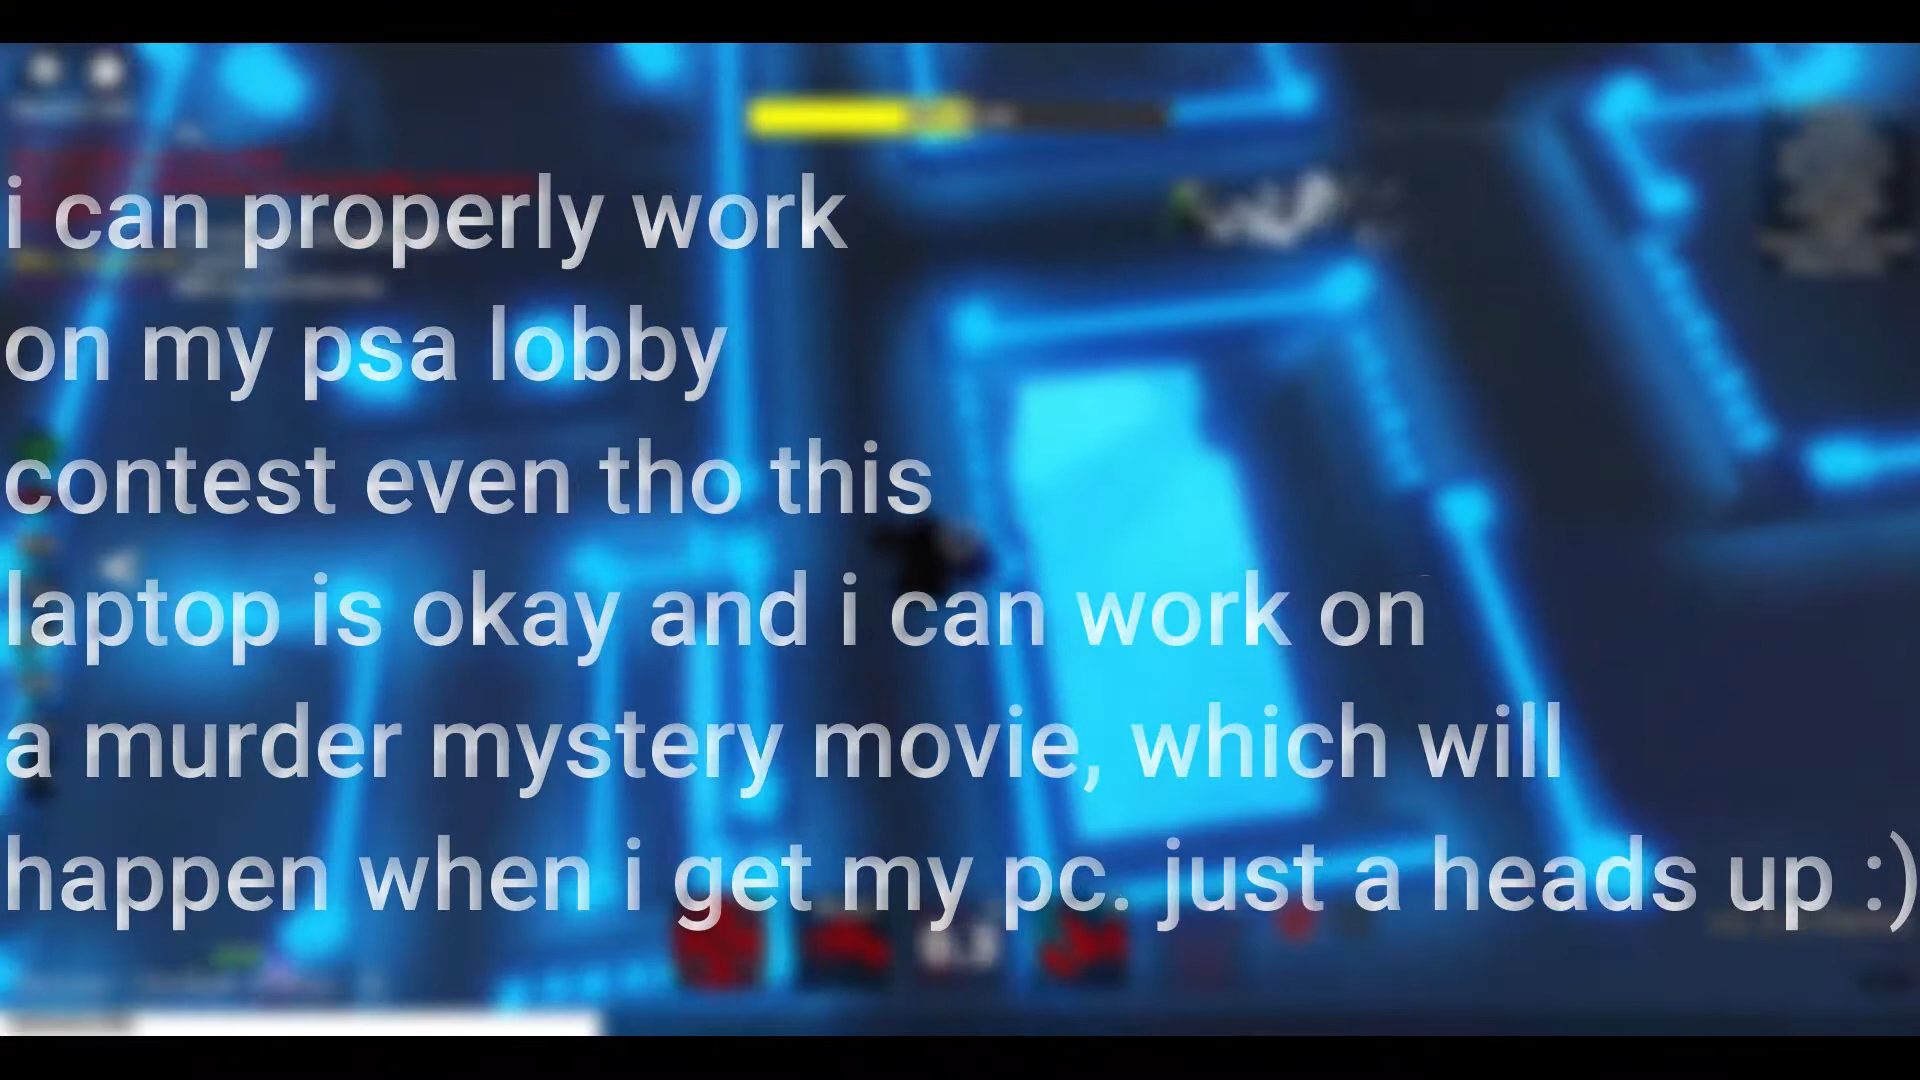 i can properly work
on my psa lobby
contest even tho this
laptop is okay and i can work on
a murder mystery movie, which will
happen when i get my pc. just a heads up :)